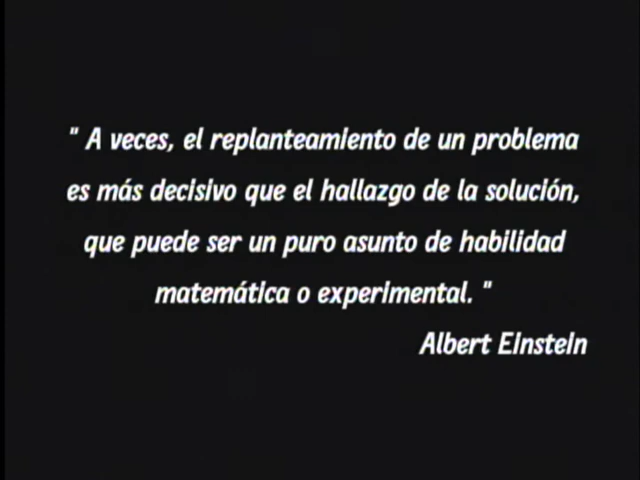 " A veces, el replanteamiento de un problema
es más decisivo que el hallazgo de la solución,
que puede ser un puro asunto de habilidad
matemática o experimental. "
Albert Einstein